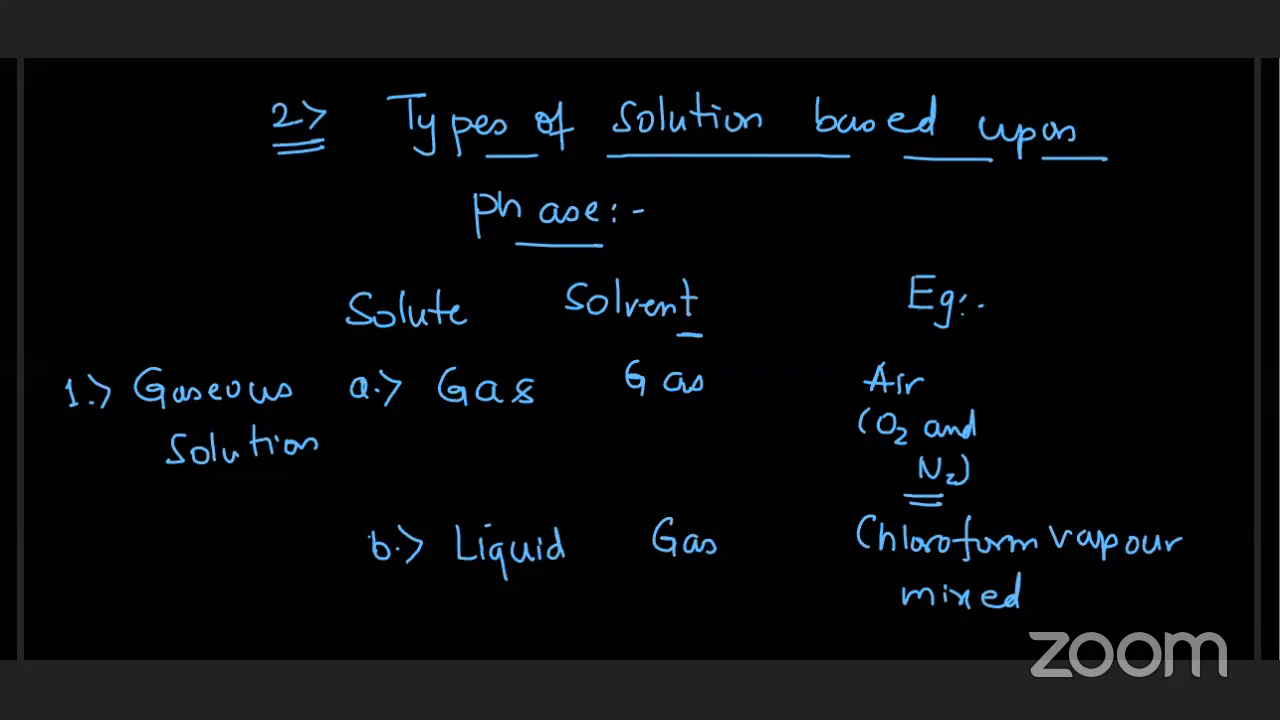 2> Types of solution based upon
phase:-
Solute Solvent Eg:-
1.> Gaseous a.> Gas Gas Air
Solution (O₂ and
N₂)
b.> Liquid Gas Chloroform vapour
mixed
zoom